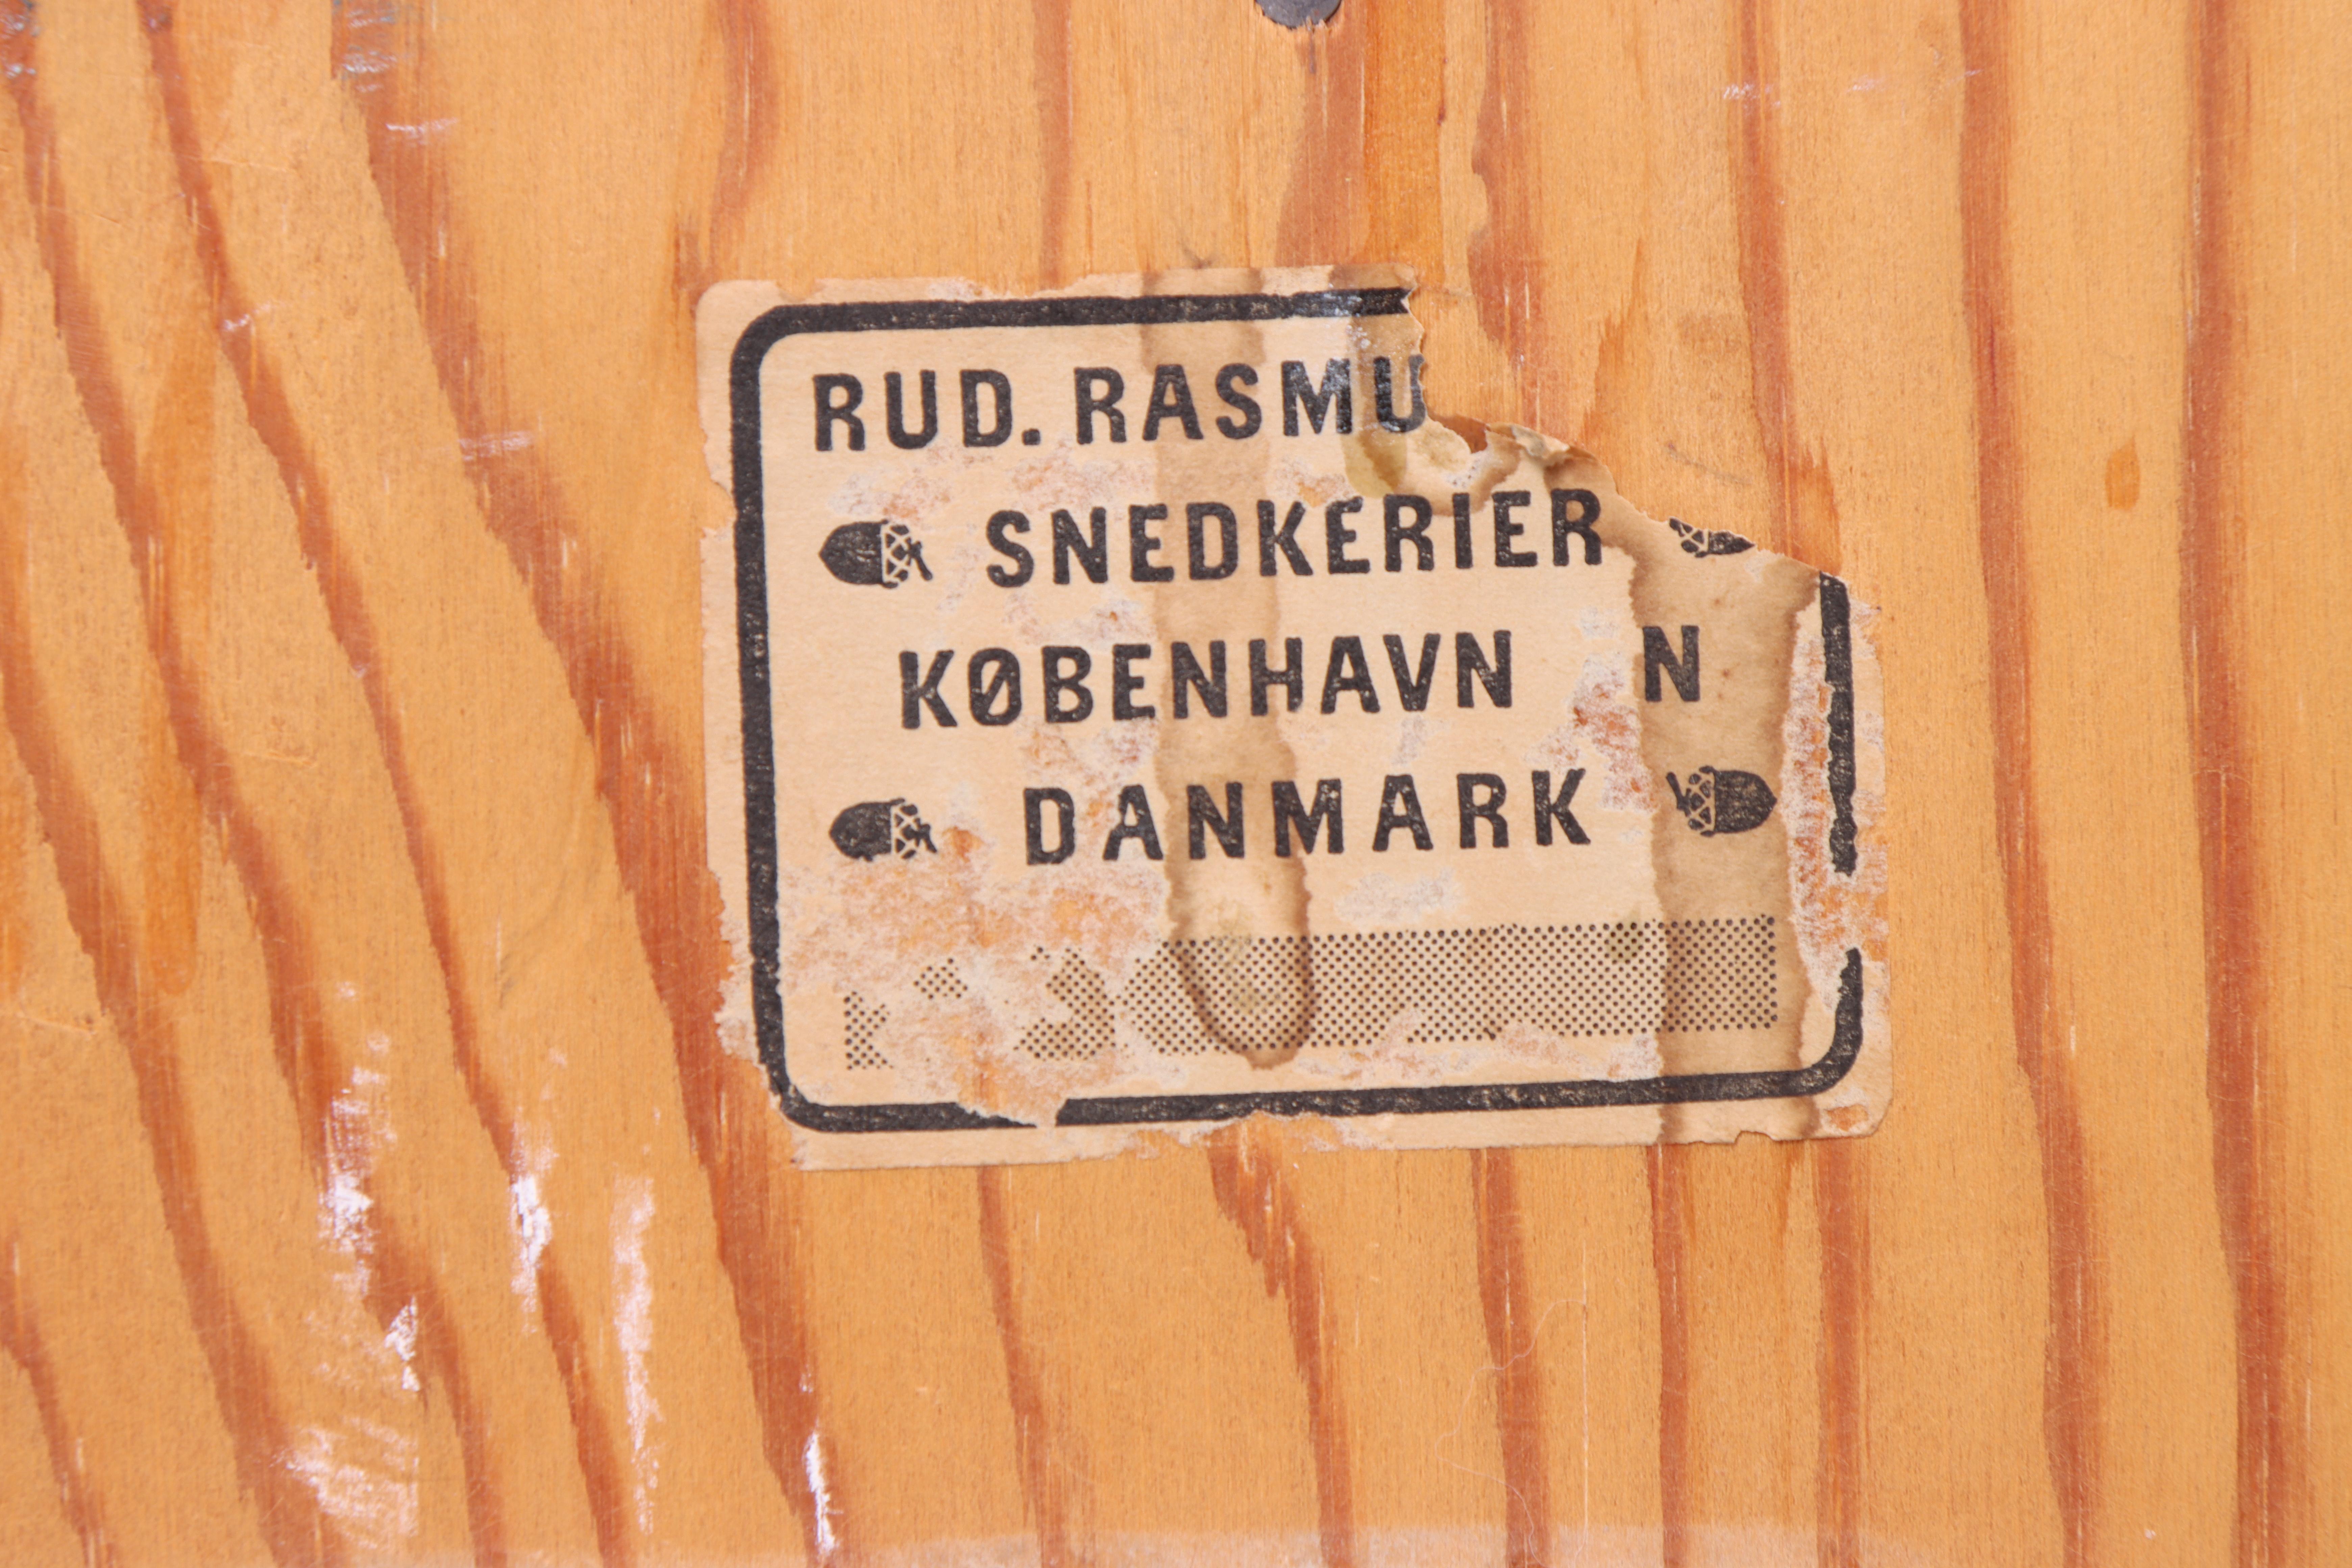 RUD. RASMU
SNEDKERIER
KØBENHAVN N
DANMARK